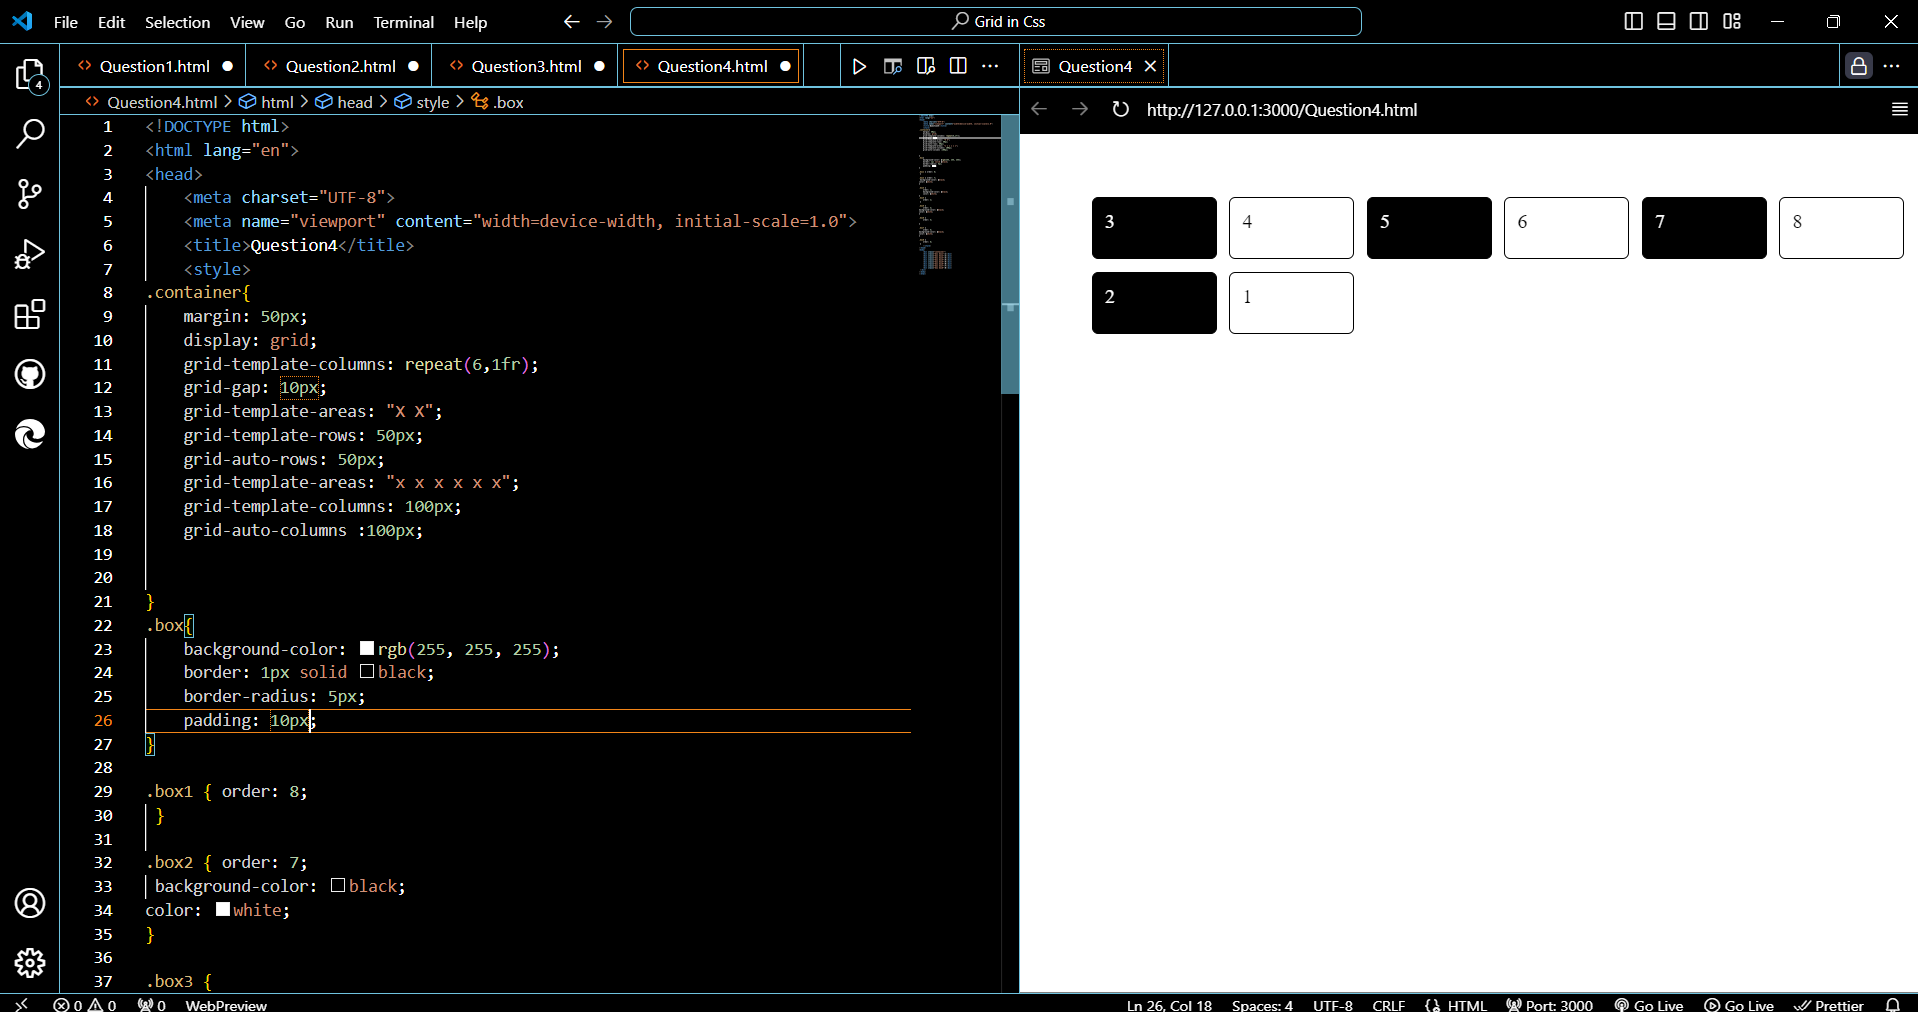 File Edit Selection View Go Run Terminal Help
Grid in Css
4
Question1.html
Question2.html
Question3.html
Question4.html
Question4
Question4.html > html > head > style > .box
http://127.0.0.1:3000/Question4.html
1 <!DOCTYPE html>
2 <html lang="en">
3 <head>
4 <meta charset="UTF-8">
5 <meta name="viewport" content="width=device-width, initial-scale=1.0">
6 <title>Question4</title>
7 <style>
8 .container{
9 margin: 50px;
10 display: grid;
11 grid-template-columns: repeat(6,1fr);
12 grid-gap: 10px;
13 grid-template-areas: "X X";
14 grid-template-rows: 50px;
15 grid-auto-rows: 50px;
16 grid-template-areas: "x x x x x x";
17 grid-template-columns: 100px;
18 grid-auto-columns :100px;
19
20
21 }
22 .box{
23 background-color: rgb(255, 255, 255);
24 border: 1px solid black;
25 border-radius: 5px;
26 padding: 10px;
27 }
28
29 .box1 { order: 8;
30 }
31
32 .box2 { order: 7;
33 background-color: black;
34 color: white;
35 }
36
37 .box3 {
3 4 5 6 7 8
2 1
0 0 0 WebPreview
Ln 26, Col 18 Spaces: 4 UTF-8 CRLF HTML Port: 3000 Go Live Go Live Prettier